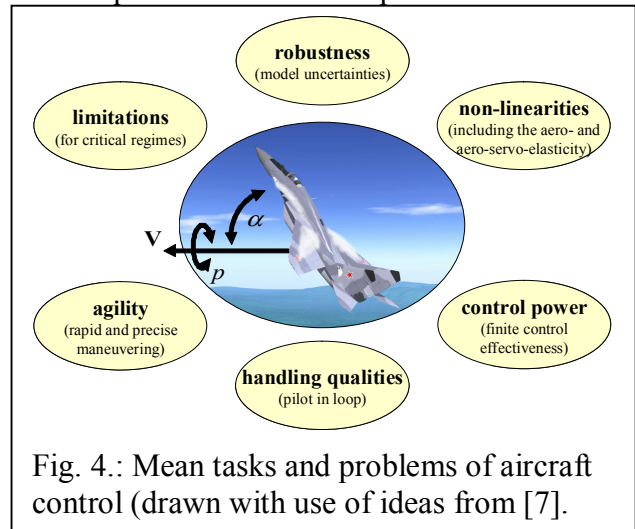 robustness
(model uncertainties)
limitations
(for critical regimes)
non-linearities
(including the aero- and
aero-servo-elasticity)
α
V
p
agility
(rapid and precise
maneuvering)
control power
(finite control
effectiveness)
handling qualities
(pilot in loop)
Fig. 4.: Mean tasks and problems of aircraft
control (drawn with use of ideas from [7].